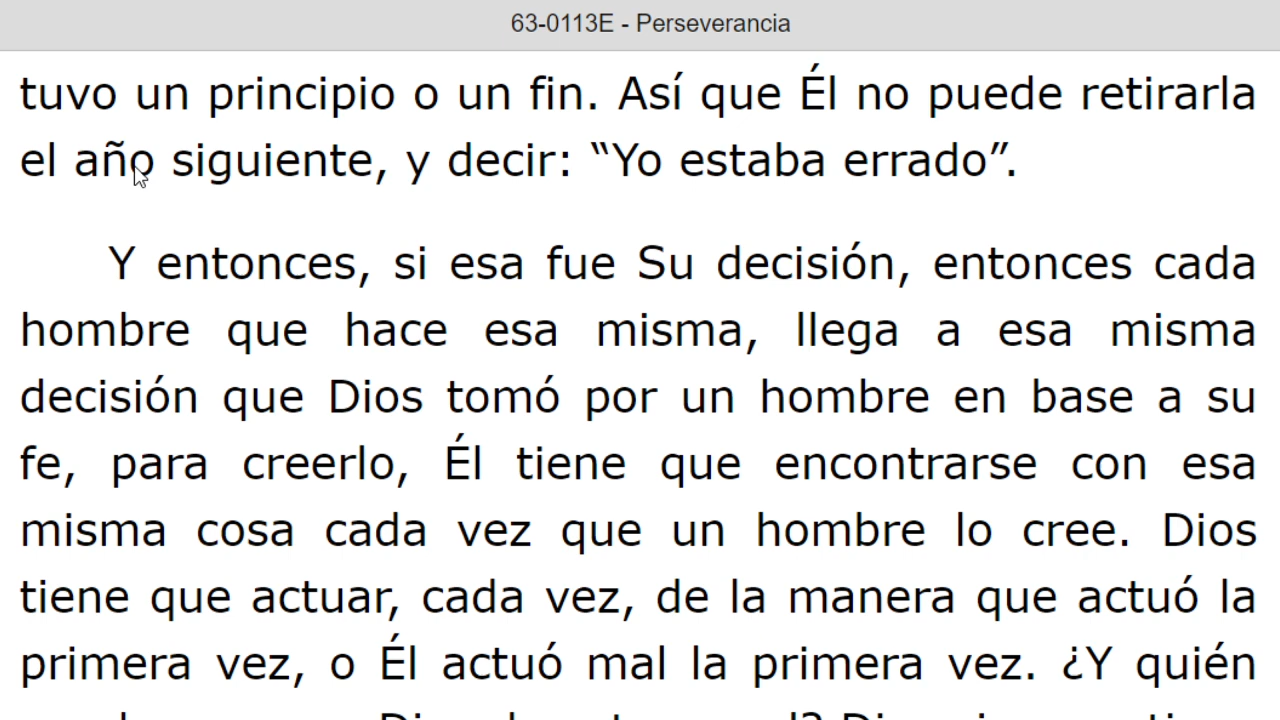 63-0113E - Perseverancia
tuvo un principio o un fin. Así que Él no puede retirarla
el año siguiente, y decir: “Yo estaba errado”.
Y entonces, si esa fue Su decisión, entonces cada
hombre que hace esa misma, llega a esa misma
decisión que Dios tomó por un hombre en base a su
fe, para creerlo, Él tiene que encontrarse con esa
misma cosa cada vez que un hombre lo cree. Dios
tiene que actuar, cada vez, de la manera que actuó la
primera vez, o Él actuó mal la primera vez. ¿Y quién